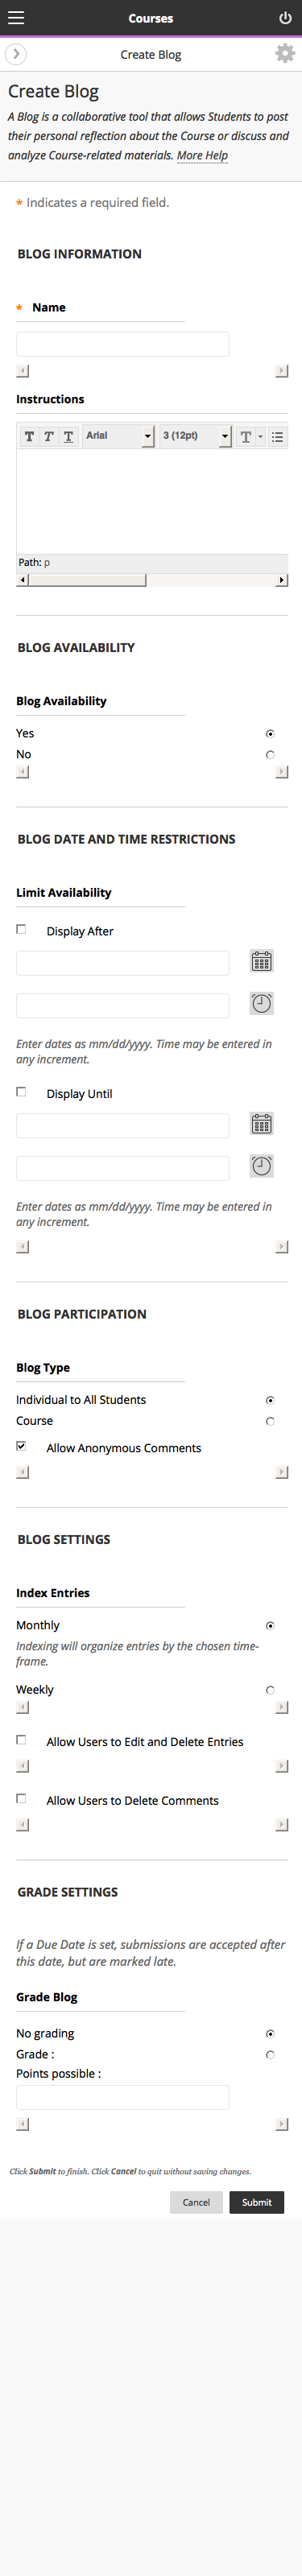 Courses
Create Blog
Create Blog
A Blog is a collaborative tool that allows Students to post
their personal reflection about the Course or discuss and
analyze Course-related materials. More Help
* Indicates a required field.
BLOG INFORMATION
* Name
Instructions
T T T Arial 3 (12pt) T
Path: p
BLOG AVAILABILITY
Blog Availability
Yes
No
BLOG DATE AND TIME RESTRICTIONS
Limit Availability
Display After
Enter dates as mm/dd/yyyy. Time may be entered in
any increment.
Display Until
Enter dates as mm/dd/yyyy. Time may be entered in
any increment.
BLOG PARTICIPATION
Blog Type
Individual to All Students
Course
Allow Anonymous Comments
BLOG SETTINGS
Index Entries
Monthly
Indexing will organize entries by the chosen time-
frame.
Weekly
Allow Users to Edit and Delete Entries
Allow Users to Delete Comments
GRADE SETTINGS
If a Due Date is set, submissions are accepted after
this date, but are marked late.
Grade Blog
No grading
Grade :
Points possible :
Click Submit to finish. Click Cancel to quit without saving changes.
Cancel Submit